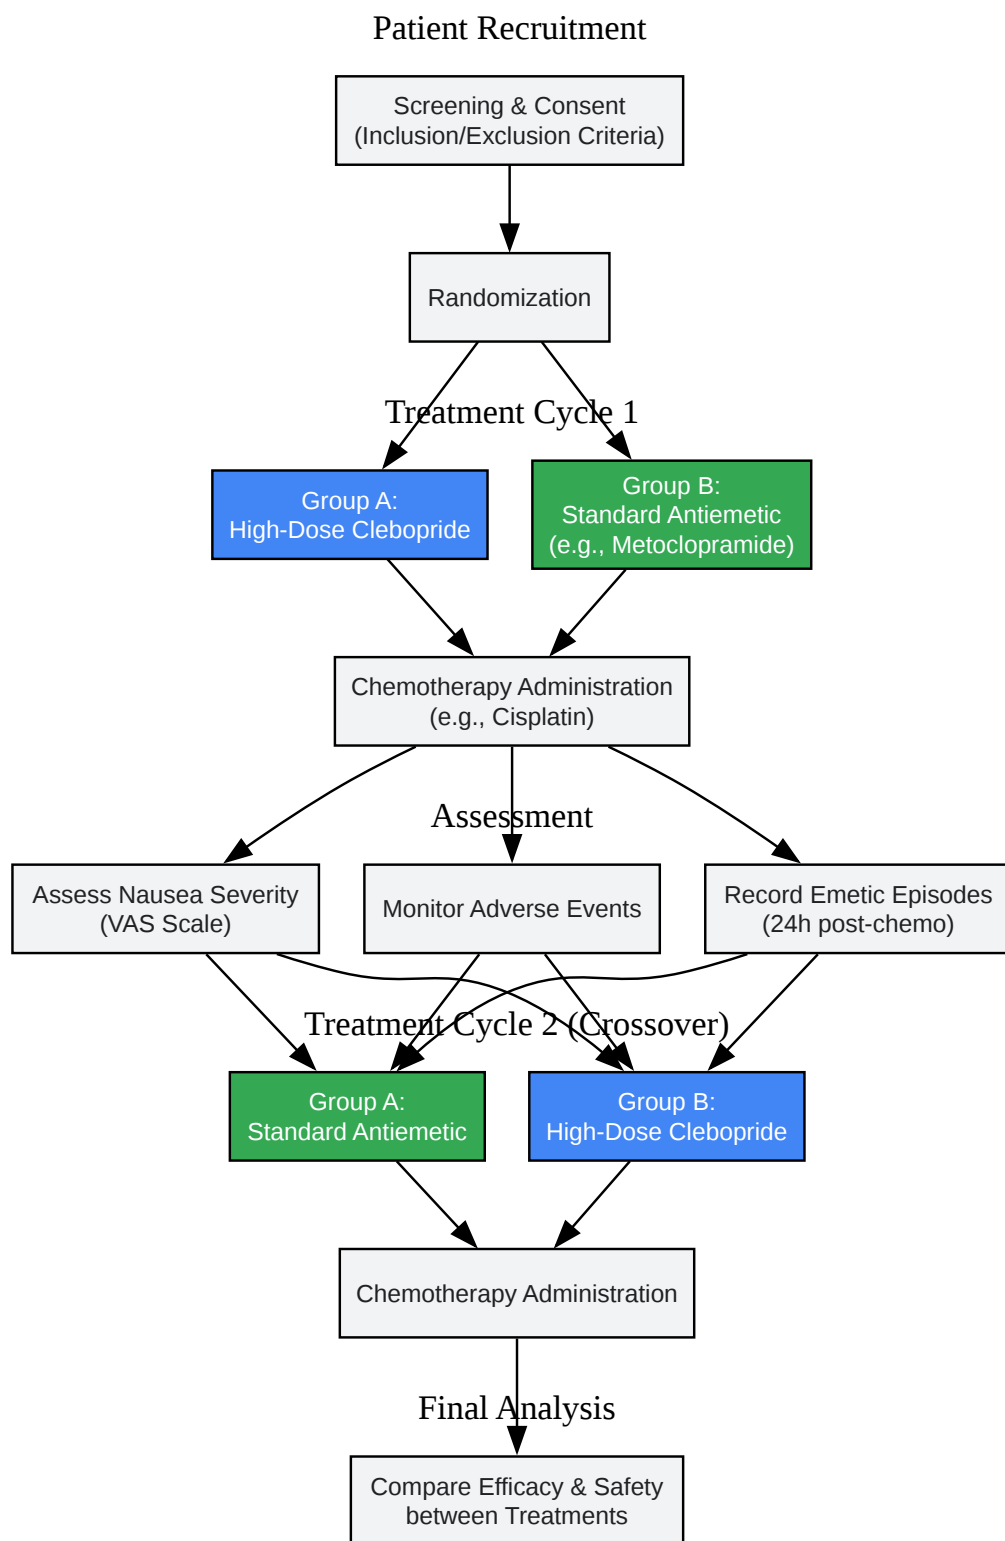 Patient Recruitment
Screening & Consent
(Inclusion/Exclusion Criteria)
Randomization
Treatment Cycle 1
Group A:
High-Dose Clebopride
Group B:
Standard Antiemetic
(e.g., Metoclopramide)
Chemotherapy Administration
(e.g., Cisplatin)
Assessment
Assess Nausea Severity
(VAS Scale)
Monitor Adverse Events
Record Emetic Episodes
(24h post-chemo)
Treatment Cycle 2 (Crossover)
Group A:
Standard Antiemetic
Group B:
High-Dose Clebopride
Chemotherapy Administration
Final Analysis
Compare Efficacy & Safety
between Treatments